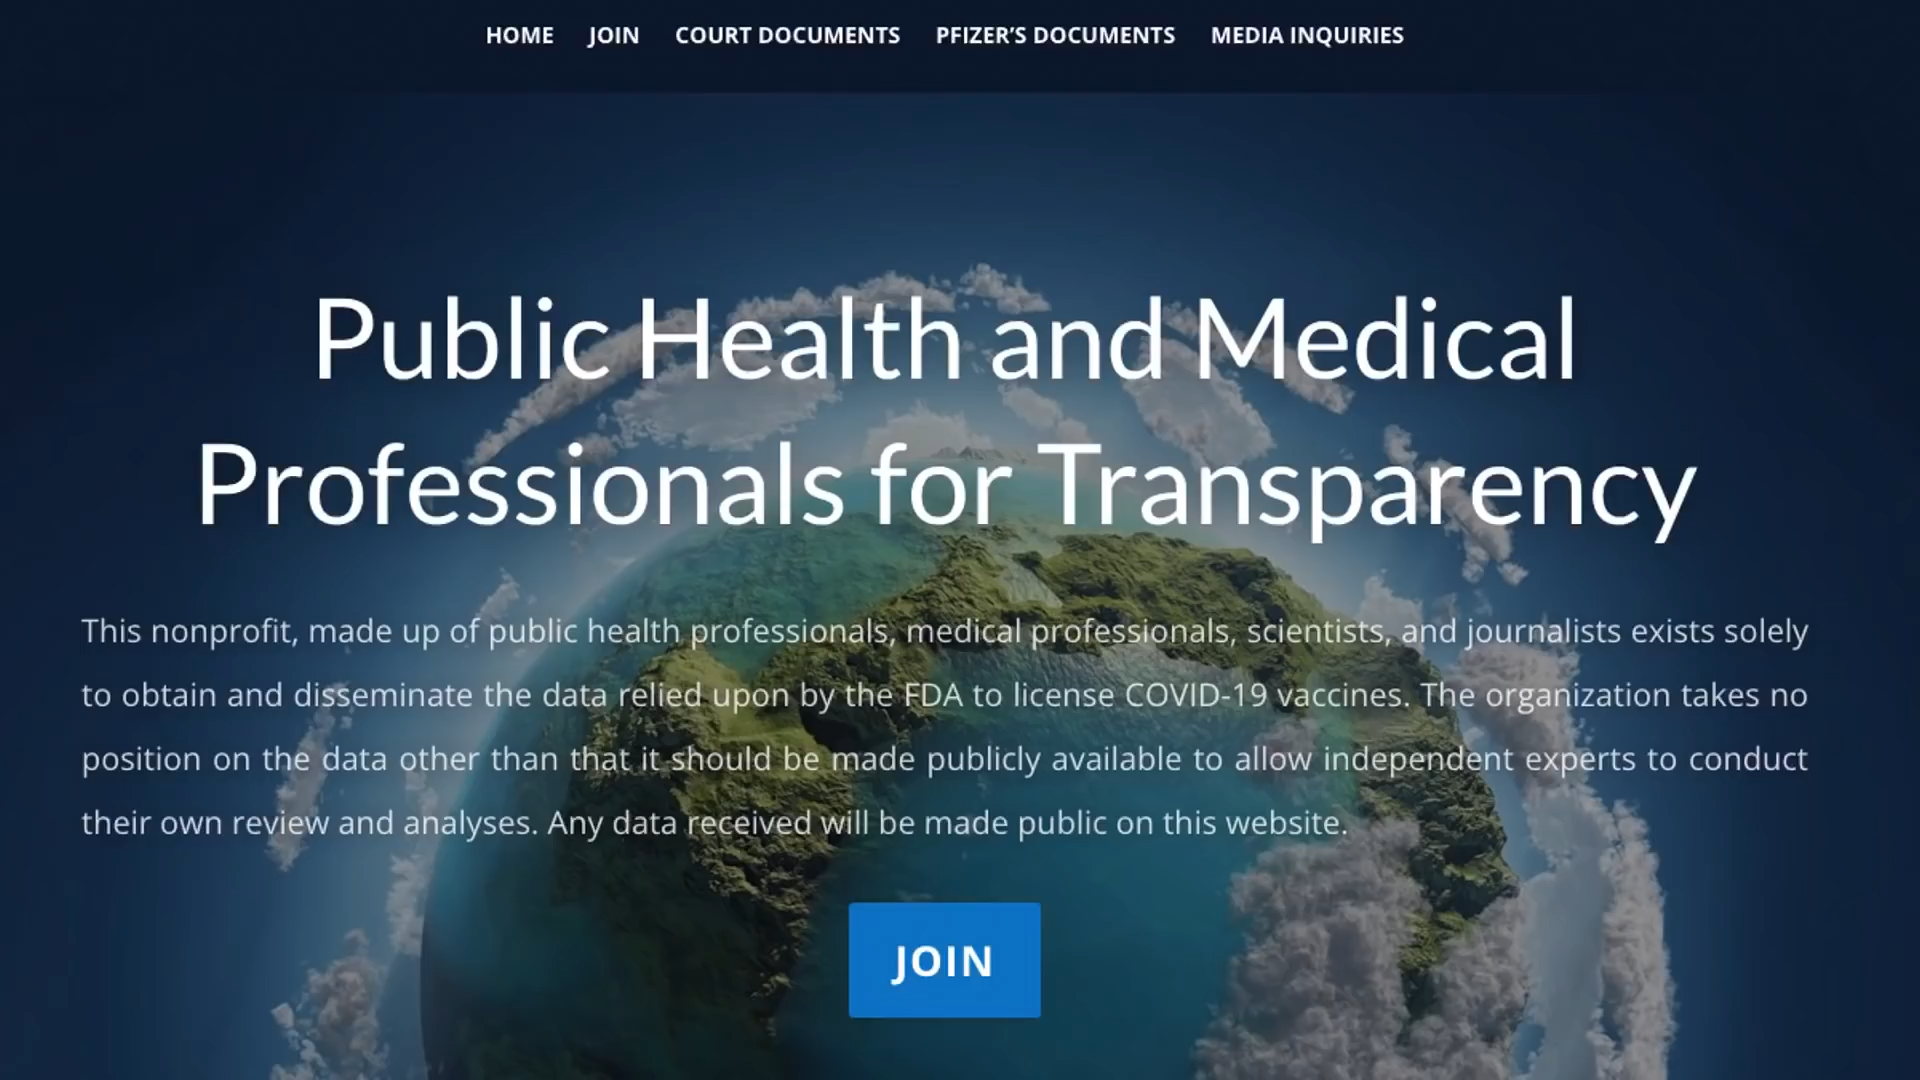 HOME JOIN COURT DOCUMENTS PFIZER'S DOCUMENTS MEDIA INQUIRIES
Public Health and Medical
Professionals for Transparency
This nonprofit, made up of public health professionals, medical professionals, scientists, and journalists exists solely
to obtain and disseminate the data relied upon by the FDA to license COVID-19 vaccines. The organization takes no
position on the data other than that it should be made publicly available to allow independent experts to conduct
their own review and analyses. Any data received will be made public on this website.
JOIN